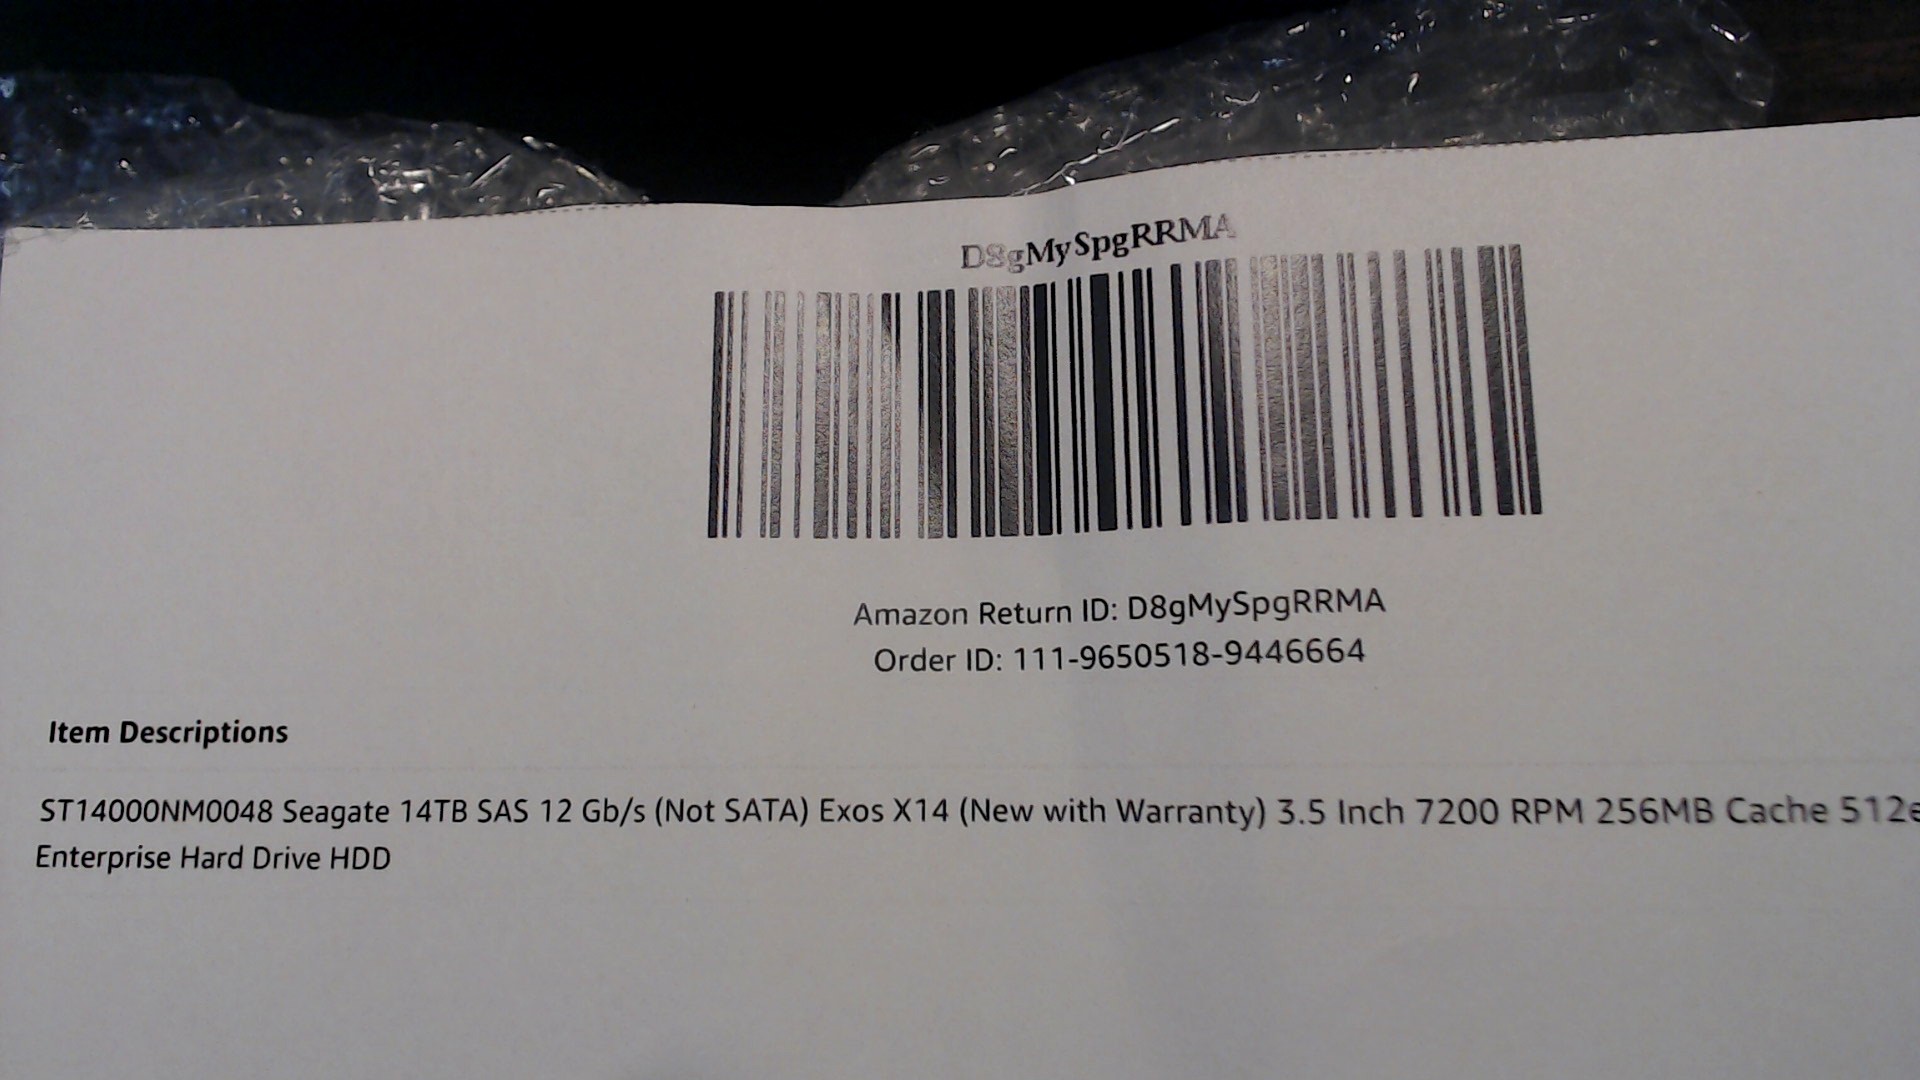 D8gMySpgRRMA
Amazon Return ID: D8gMySpgRRMA
Order ID: 111-9650518-9446664
Item Descriptions
ST14000NM0048 Seagate 14TB SAS 12 Gb/s (Not SATA) Exos X14 (New with Warranty) 3.5 Inch 7200 RPM 256MB Cache 512e
Enterprise Hard Drive HDD